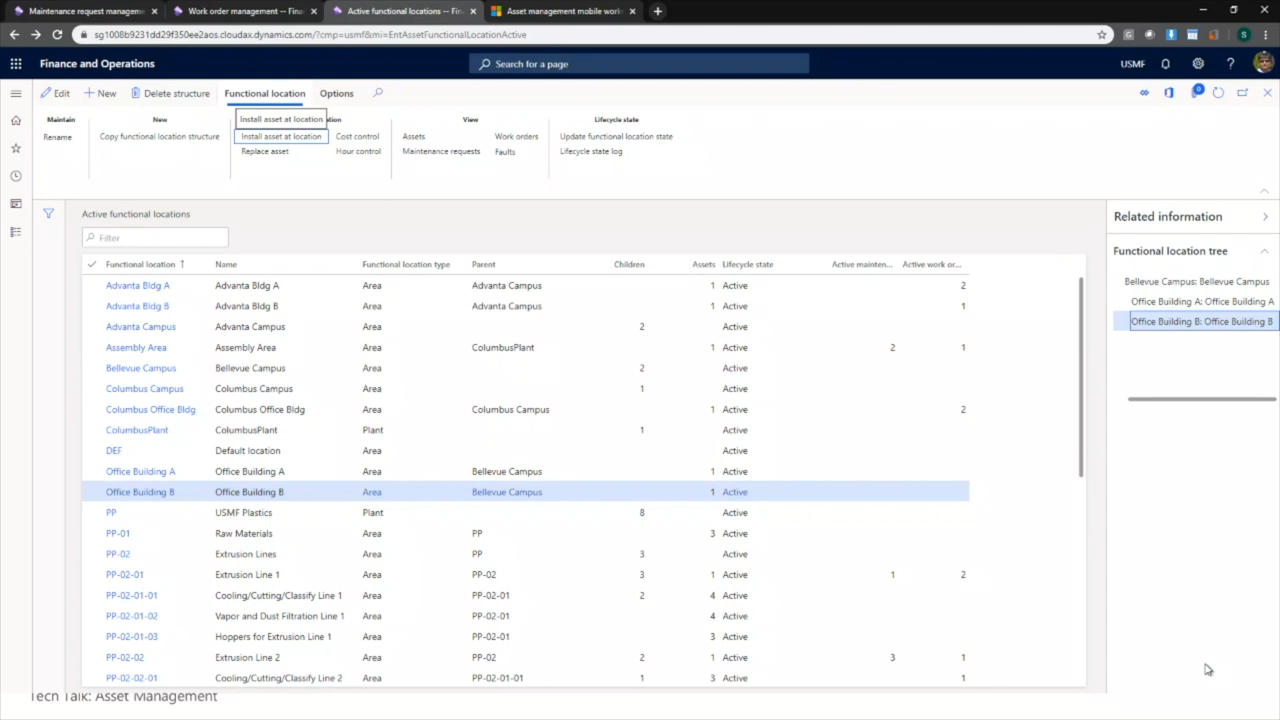 Maintenance request managem
Work order management -- Fina
Active functional locations -- Fin
Asset management mobile work
sg1008b9231dd29f350ee2aos.cloudax.dynamics.com/?cmp=usmf&mi=EntAssetFunctionalLocationActive
Finance and Operations
Search for a page
USMF
Edit New Delete structure Functional location Options
Maintain New Install asset at location tion View Lifecycle state
Rename Copy functional location structure Install asset at location Cost control Assets Work orders Update functional location state
Replace asset Hour control Maintenance requests Faults Lifecycle state log
Active functional locations
Filter
Functional location Name Functional location type Parent Children Assets Lifecycle state Active mainten... Active work or...
Advanta Bldg A Advanta Bldg A Area Advanta Campus 1 Active 2
Advanta Bldg B Advanta Bldg B Area Advanta Campus 1 Active 1
Advanta Campus Advanta Campus Area 2 Active
Assembly Area Assembly Area Area ColumbusPlant 1 Active 2 1
Bellevue Campus Bellevue Campus Area 2 Active
Columbus Campus Columbus Campus Area 1 Active
Columbus Office Bldg Columbus Office Bldg Area Columbus Campus 1 Active 2
ColumbusPlant ColumbusPlant Plant 1 Active
DEF Default location Area Active
Office Building A Office Building A Area Bellevue Campus 1 Active
Office Building B Office Building B Area Bellevue Campus 1 Active
PP USMF Plastics Plant 8 Active
PP-01 Raw Materials Area PP 3 Active
PP-02 Extrusion Lines Area PP 3 Active
PP-02-01 Extrusion Line 1 Area PP-02 3 1 Active 1 2
PP-02-01-01 Cooling/Cutting/Classify Line 1 Area PP-02-01 2 4 Active
PP-02-01-02 Vapor and Dust Filtration Line 1 Area PP-02-01 4 Active
PP-02-01-03 Hoppers for Extrusion Line 1 Area PP-02-01 3 Active
PP-02-02 Extrusion Line 2 Area PP-02 2 1 Active 3 1
PP-02-02-01 Cooling/Cutting/Classify Line 2 Area PP-02-01-01 1 3 Active 1
Related information
Functional location tree
Bellevue Campus: Bellevue Campus
Office Building A: Office Building A
Office Building B: Office Building B
Tech Talk: Asset Management